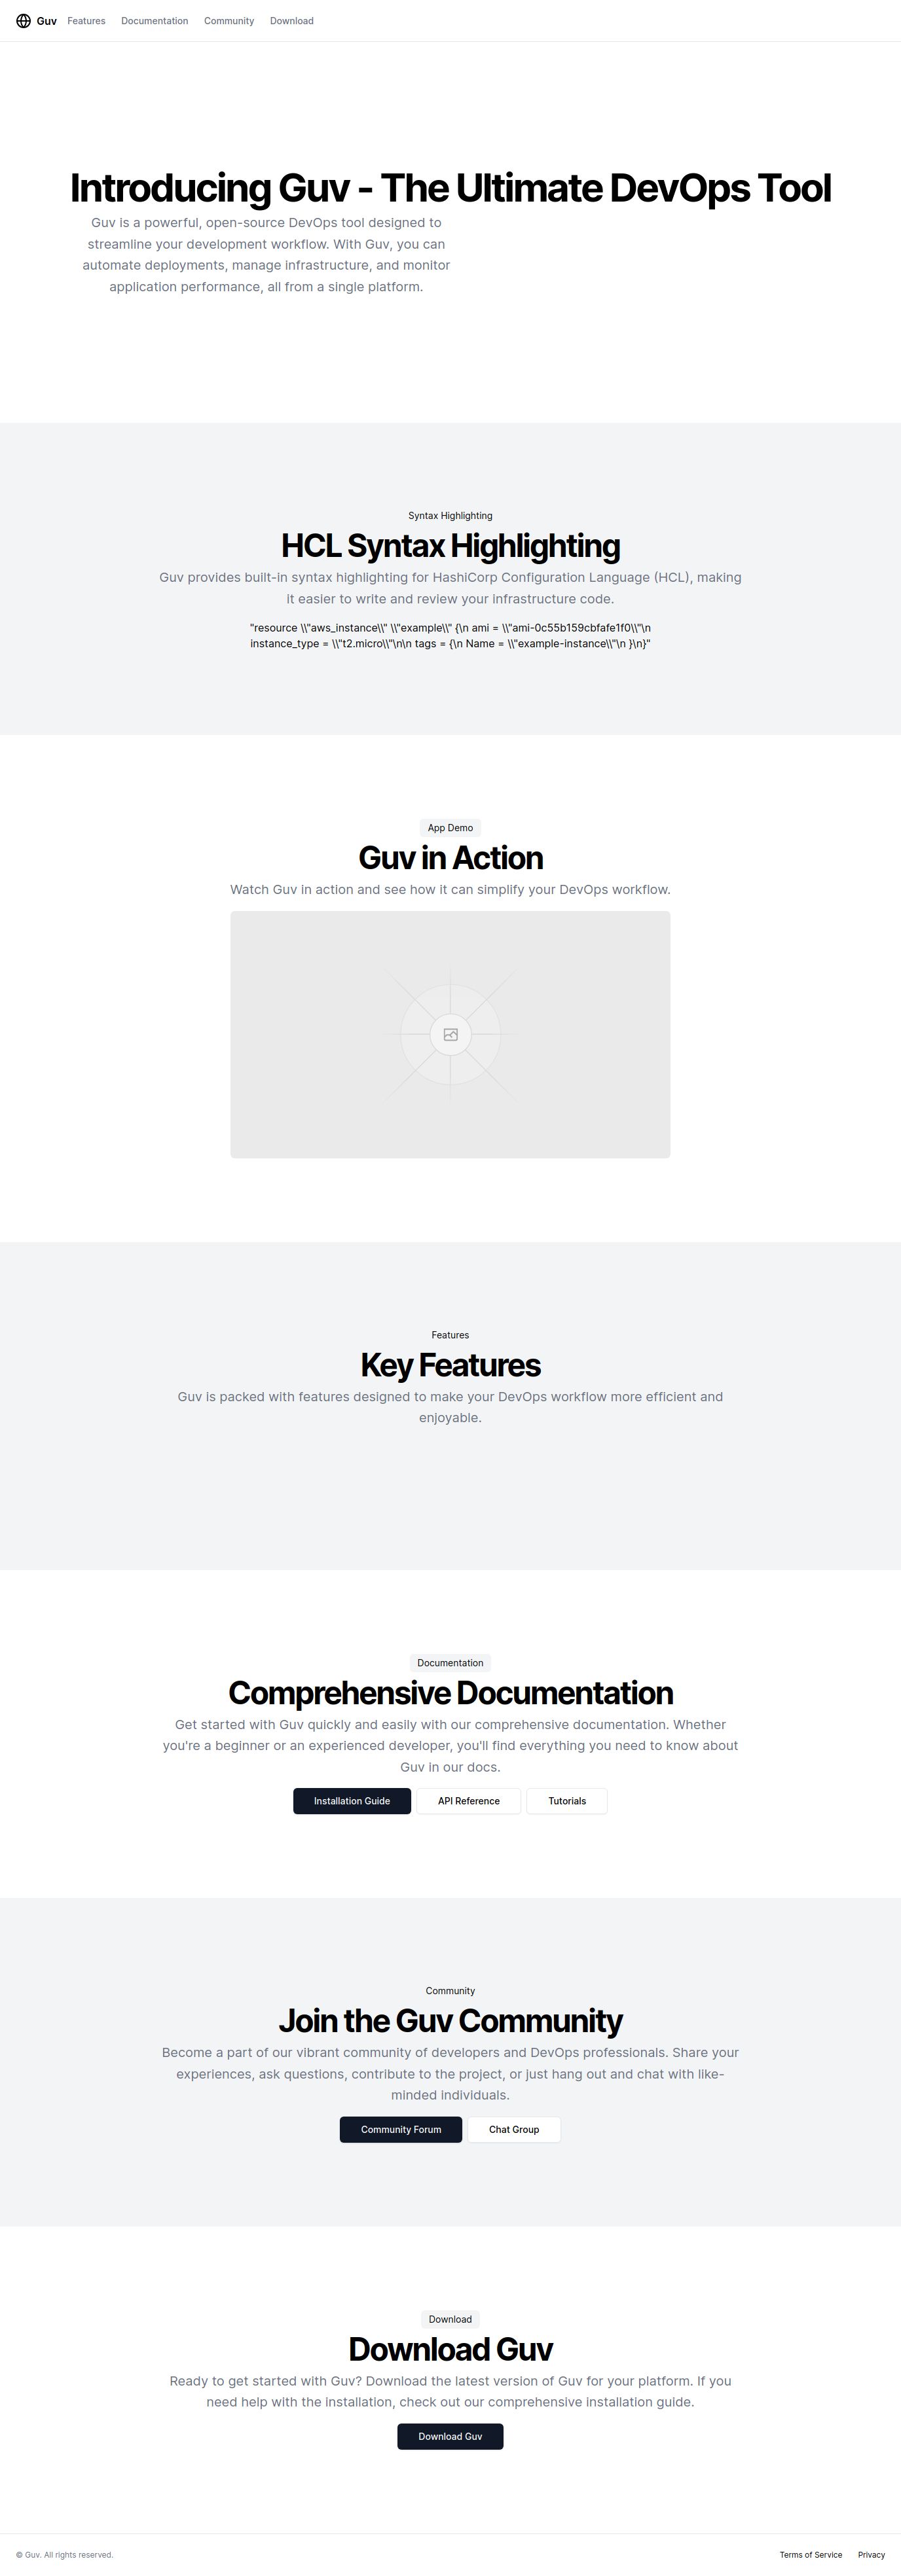 Guv Features Documentation Community Download
Introducing Guv - The Ultimate DevOps Tool
Guv is a powerful, open-source DevOps tool designed to
streamline your development workflow. With Guv, you can
automate deployments, manage infrastructure, and monitor
application performance, all from a single platform.
Syntax Highlighting
HCL Syntax Highlighting
Guv provides built-in syntax highlighting for HashiCorp Configuration Language (HCL), making
it easier to write and review your infrastructure code.
"resource \\"aws_instance\\" \\"example\\" {\n ami = \\"ami-0c55b159cbfafe1f0\\"\n
instance_type = \\"t2.micro\\"\n\n tags = {\n Name = \\"example-instance\\"\n }\n}"
App Demo
Guv in Action
Watch Guv in action and see how it can simplify your DevOps workflow.
Features
Key Features
Guv is packed with features designed to make your DevOps workflow more efficient and
enjoyable.
Documentation
Comprehensive Documentation
Get started with Guv quickly and easily with our comprehensive documentation. Whether
you're a beginner or an experienced developer, you'll find everything you need to know about
Guv in our docs.
Installation Guide API Reference Tutorials
Community
Join the Guv Community
Become a part of our vibrant community of developers and DevOps professionals. Share your
experiences, ask questions, contribute to the project, or just hang out and chat with like-
minded individuals.
Community Forum Chat Group
Download
Download Guv
Ready to get started with Guv? Download the latest version of Guv for your platform. If you
need help with the installation, check out our comprehensive installation guide.
Download Guv
© Guv. All rights reserved. Terms of Service Privacy